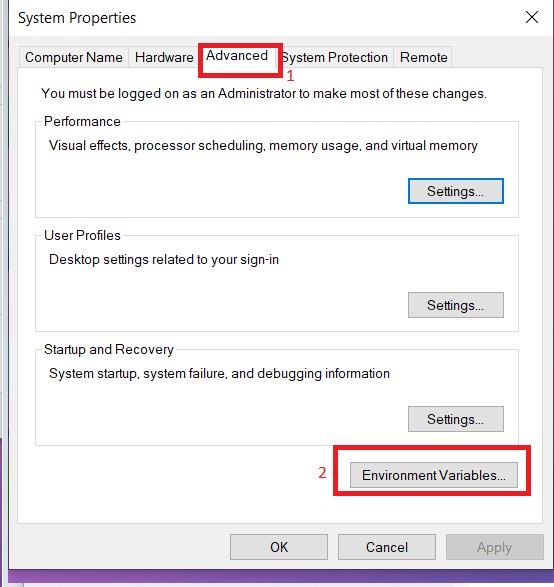 System Properties
Computer Name Hardware Advanced System Protection Remote
1
You must be logged on as an Administrator to make most of these changes.
Performance
Visual effects, processor scheduling, memory usage, and virtual memory
Settings...
User Profiles
Desktop settings related to your sign-in
Settings...
Startup and Recovery
System startup, system failure, and debugging information
Settings...
2 Environment Variables...
OK Cancel Apply